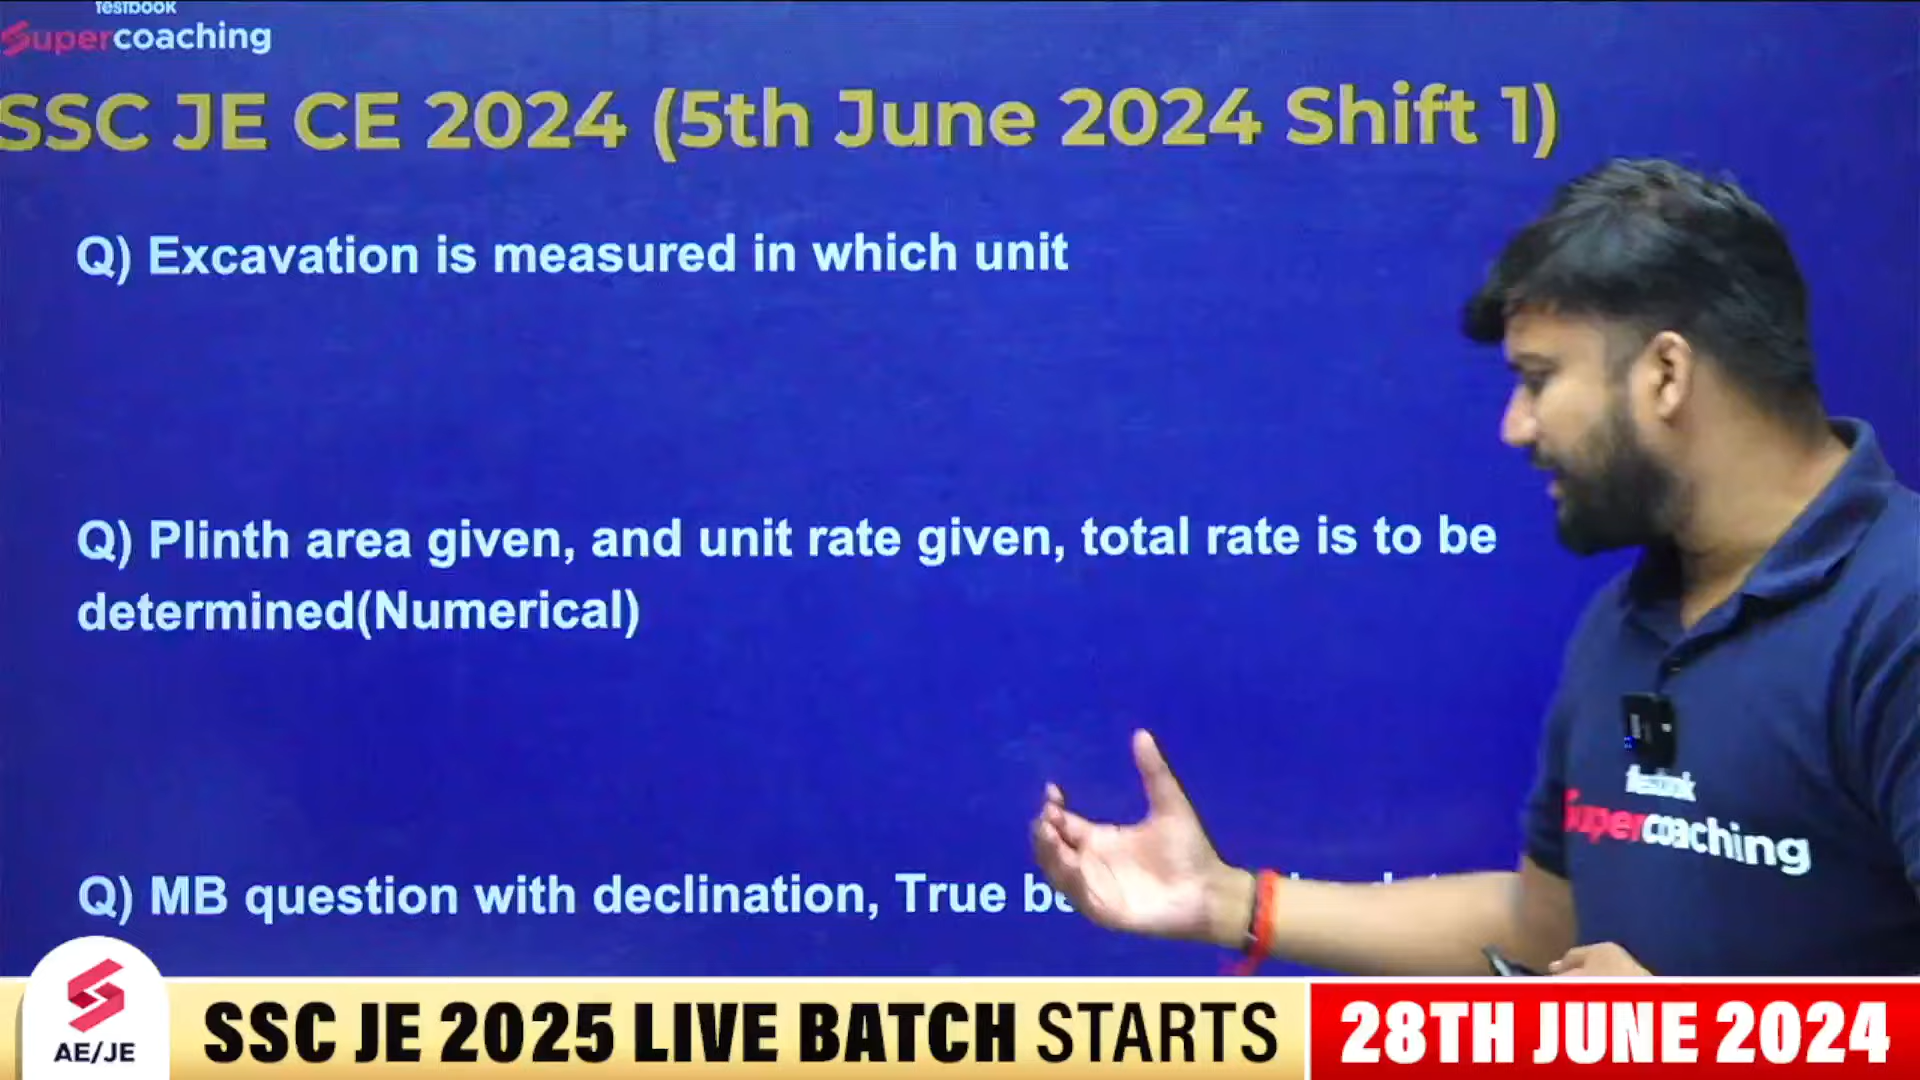 testbook
Supercoaching
SSC JE CE 2024 (5th June 2024 Shift 1)
Q) Excavation is measured in which unit
Q) Plinth area given, and unit rate given, total rate is to be
determined(Numerical)
Q) MB question with declination, True
testbook
Supercoaching
AE/JE
SSC JE 2025 LIVE BATCH STARTS
28TH JUNE 2024